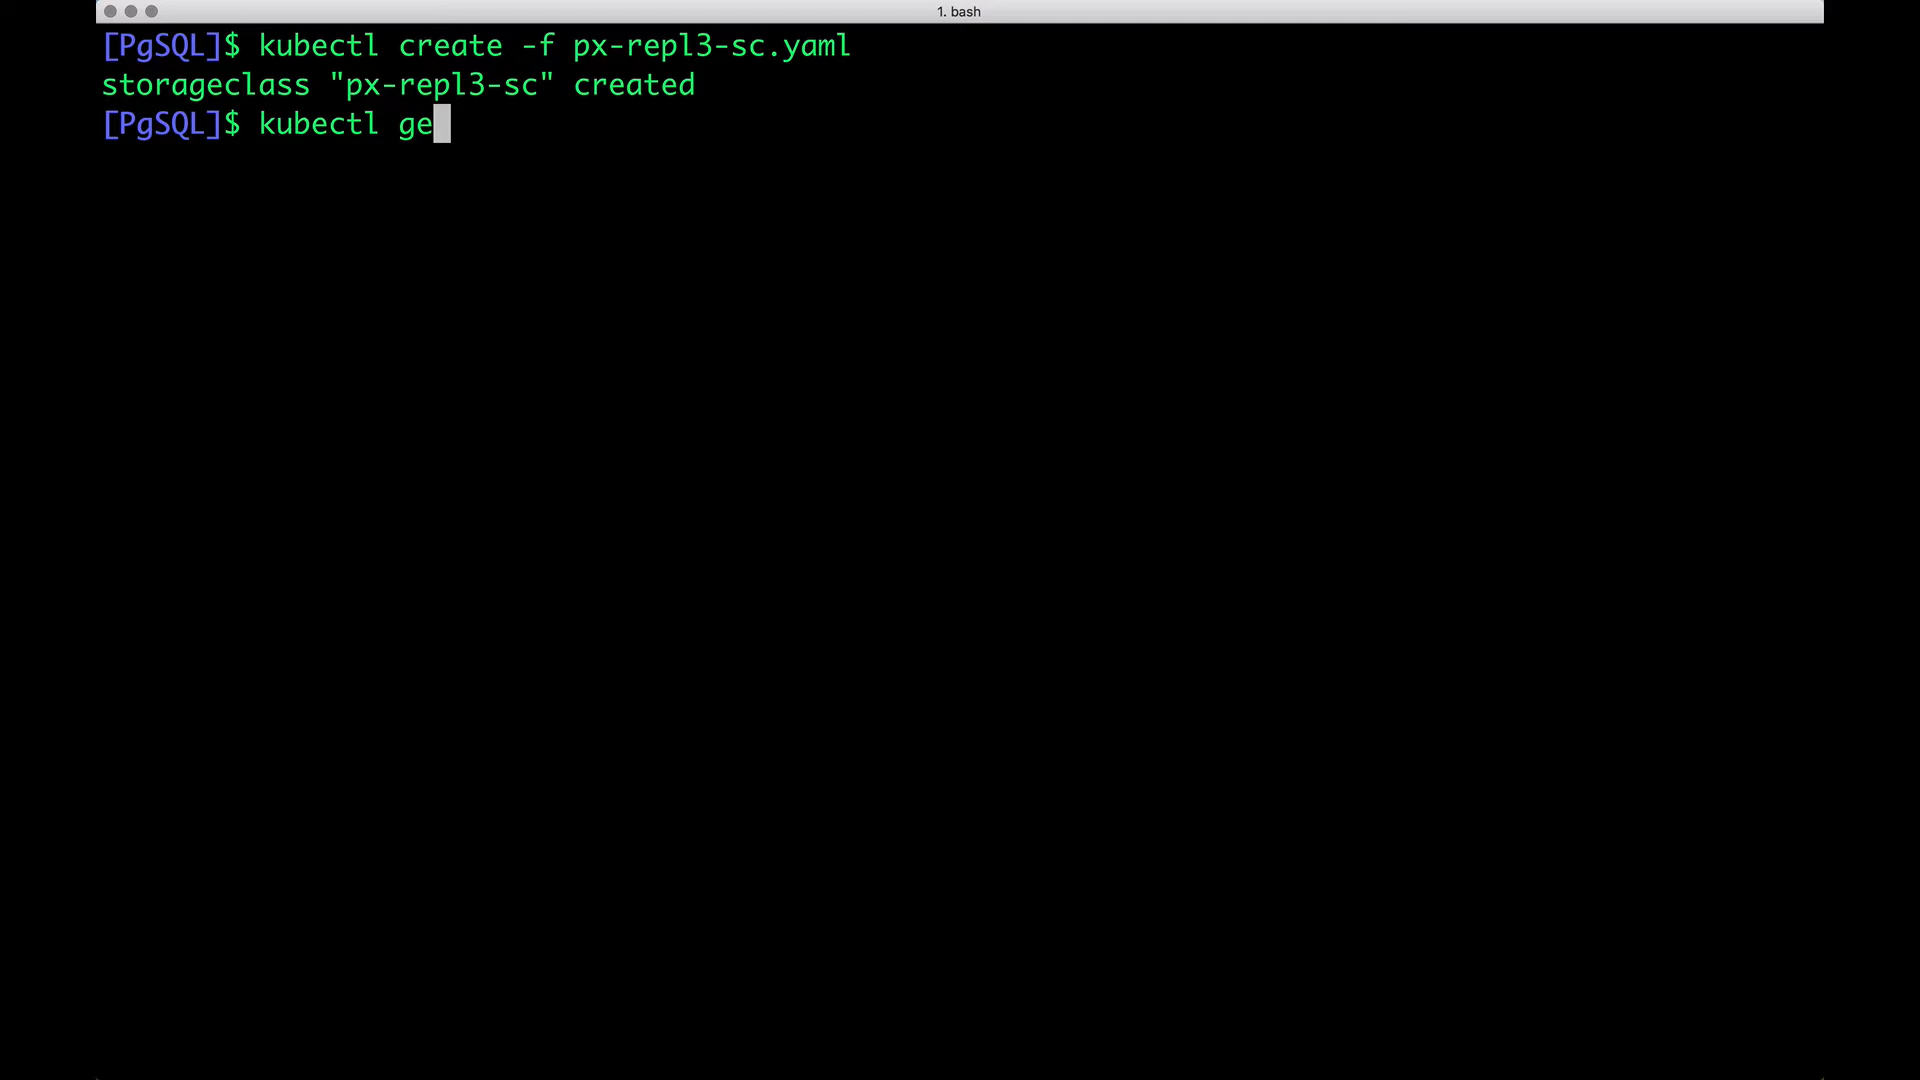 1. bash
[PgSQL]$ kubectl create -f px-repl3-sc.yaml
storageclass "px-repl3-sc" created
[PgSQL]$ kubectl ge